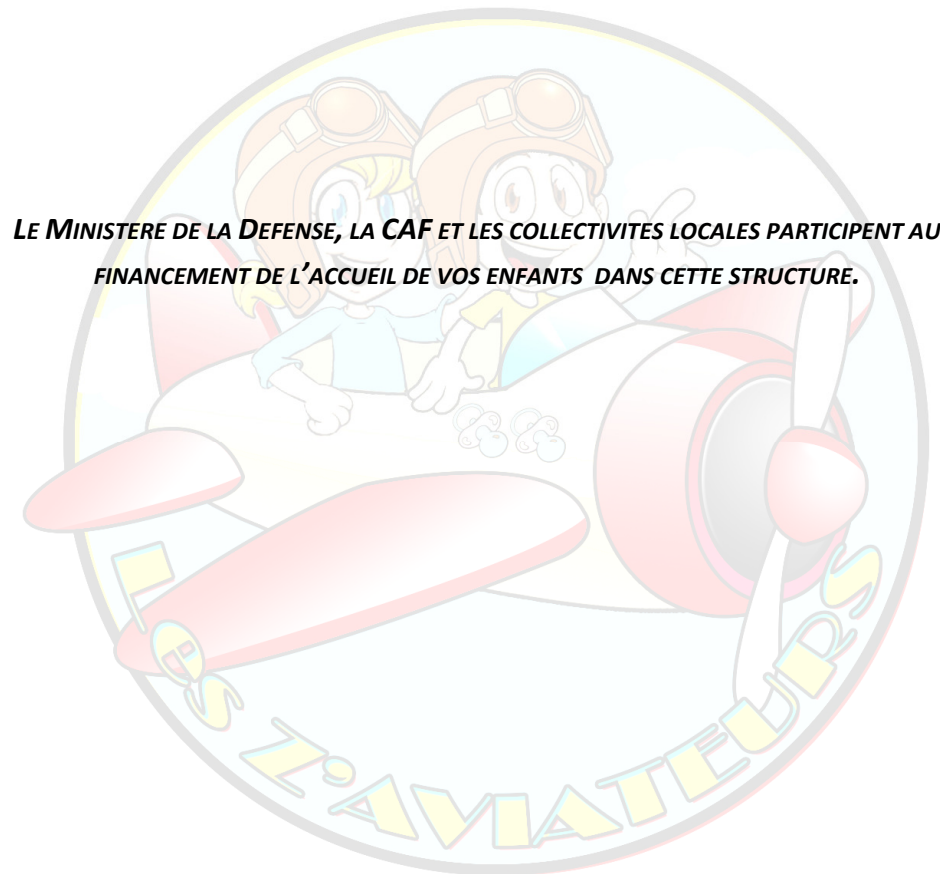 LE MINISTERE DE LA DEFENSE, LA CAF ET LES COLLECTIVITES LOCALES PARTICIPENT AU
FINANCEMENT DE L’ACCUEIL DE VOS ENFANTS DANS CETTE STRUCTURE.
Les Z'AVIATEURS